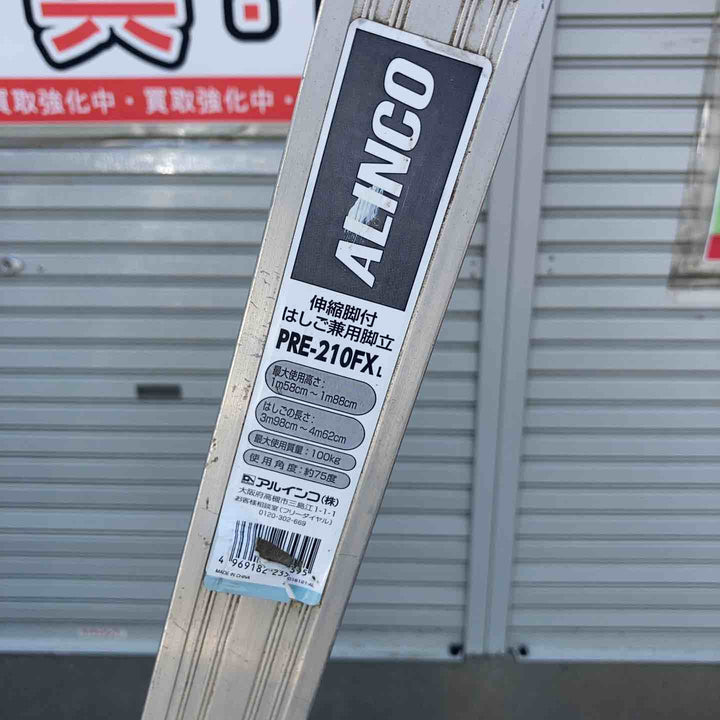 買取強化中・買取強化中・
ALINCO
伸縮脚付
はしご兼用脚立
PRE-210FXL
最大使用高さ:
1m58cm~1m88cm
はしごの長さ:
3m98cm~4m62cm
最大使用質量:100kg
使用角度:約75度
アルインコ(株)
大阪府高槻市三島江1-1-1
お客様相談室(フリーダイヤル)
0120-302-669
4 969182 23
MADE IN CHINA